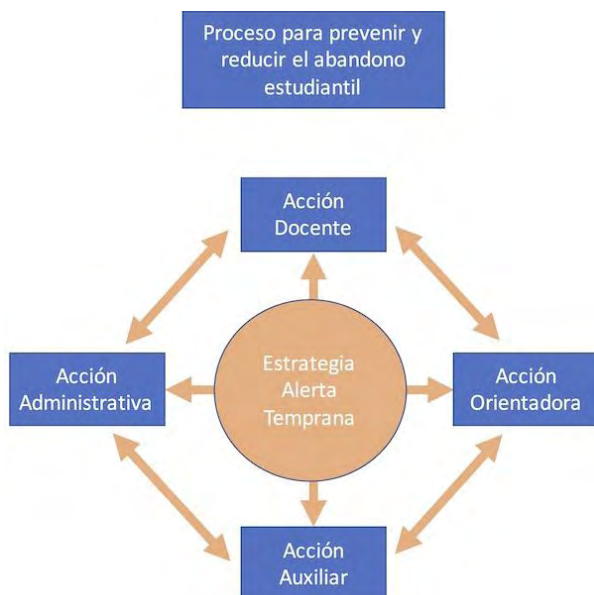 Proceso para prevenir y
reducir el abandono
estudiantil
Acción
Docente
Acción
Administrativa
Estrategia
Alerta
Temprana
Acción
Orientadora
Acción
Auxiliar